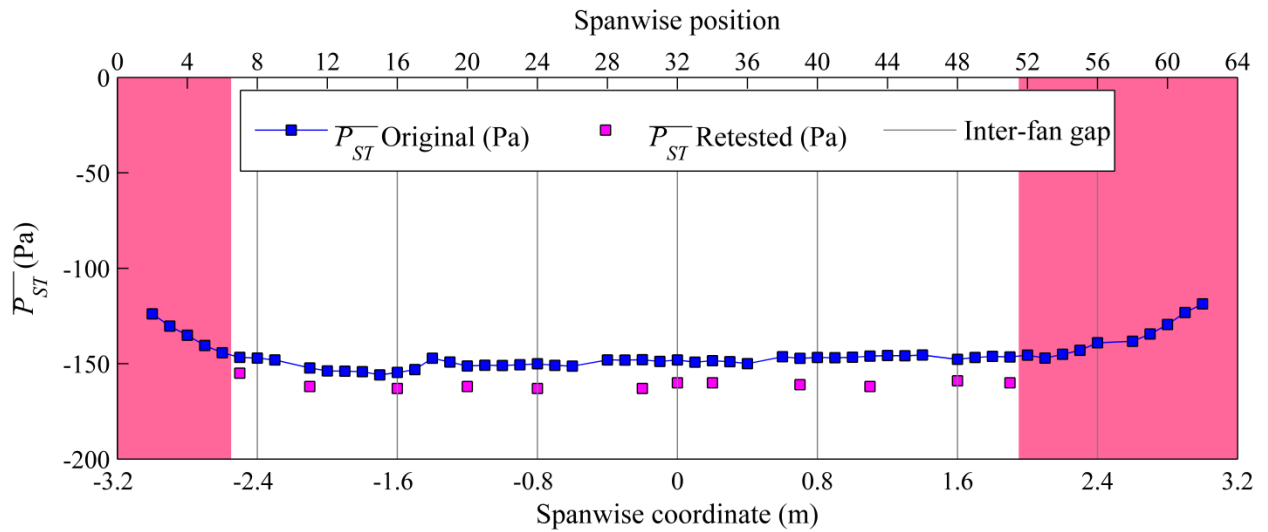 Spanwise position
0 4 8 12 16 20 24 28 32 36 40 44 48 52 56 60 64
P_ST Original (Pa) P_ST Retested (Pa) Inter-fan gap
0
-50
-100
-150
-200
P_ST (Pa)
-3.2 -2.4 -1.6 -0.8 0 0.8 1.6 2.4 3.2
Spanwise coordinate (m)